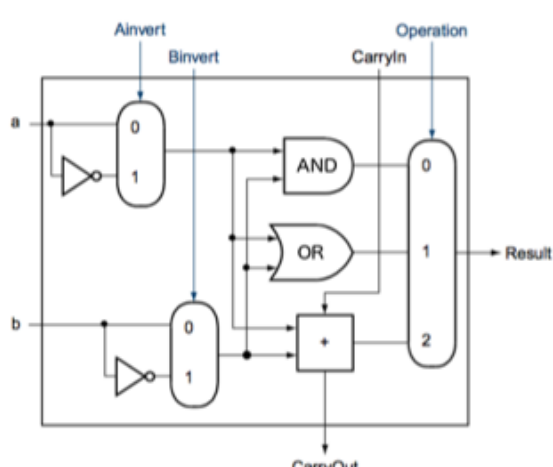 Ainvert
Operation
Binvert
CarryIn
a
0
1
AND
0
OR
1
Result
b
0
+
2
1
CarryOut